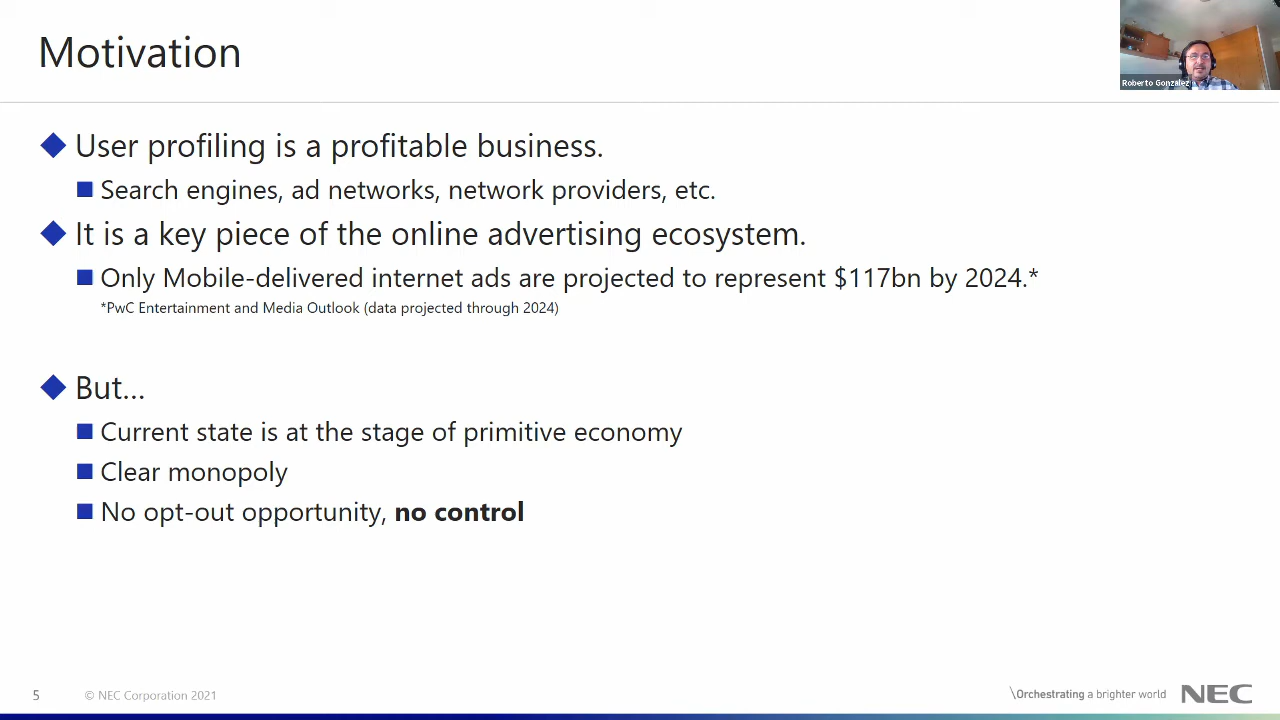 Motivation
Roberto Gonzalez
User profiling is a profitable business.
Search engines, ad networks, network providers, etc.
It is a key piece of the online advertising ecosystem.
Only Mobile-delivered internet ads are projected to represent $117bn by 2024.*
*PwC Entertainment and Media Outlook (data projected through 2024)
But...
Current state is at the stage of primitive economy
Clear monopoly
No opt-out opportunity, no control
5 © NEC Corporation 2021 \Orchestrating a brighter world NEC